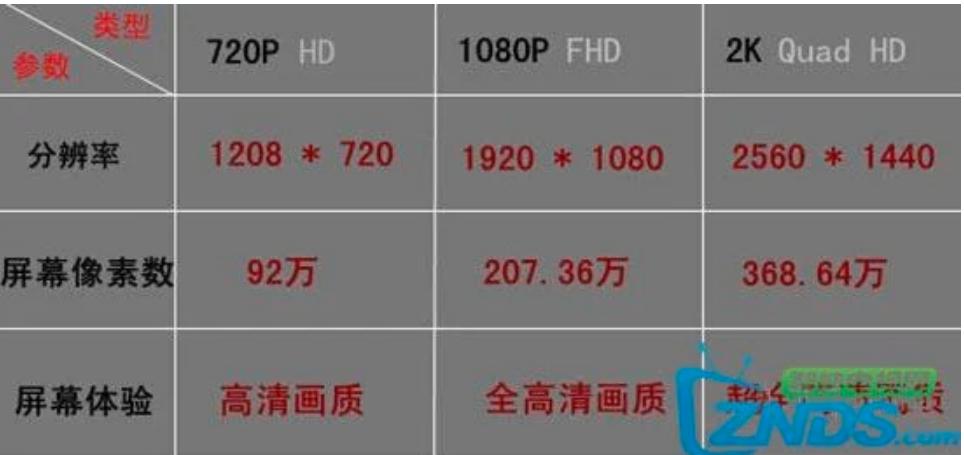 类型
参数
720P HD
1080P FHD
2K Quad HD
分辨率
1208 * 720
1920 * 1080
2560 * 1440
屏幕像素数
92万
207.36万
368.64万
屏幕体验
高清画质
全高清画质
ZNDS.com